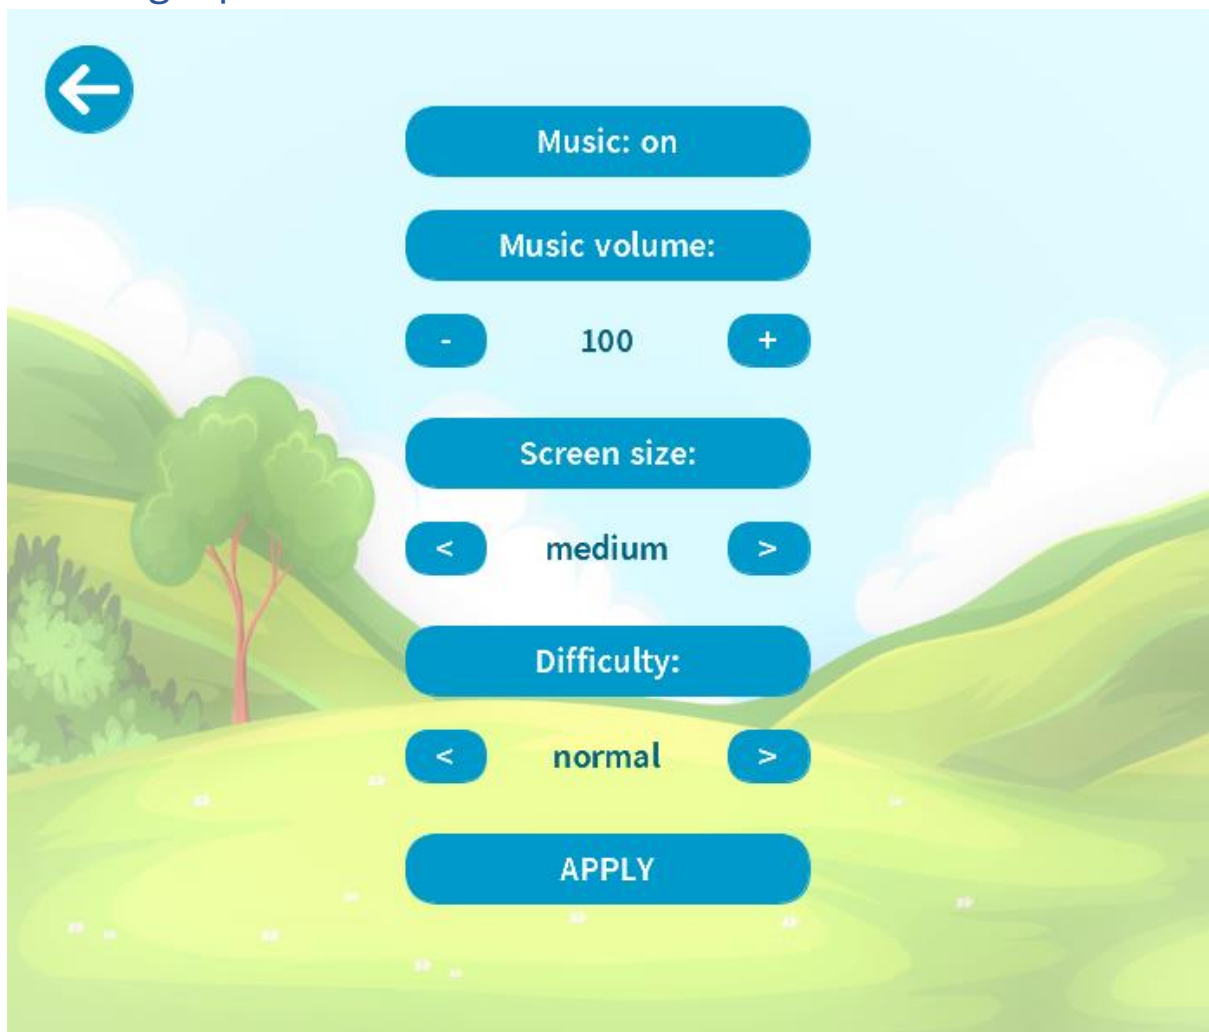 Music: on
Music volume:
- 100 +
Screen size:
< medium >
Difficulty:
< normal >
APPLY